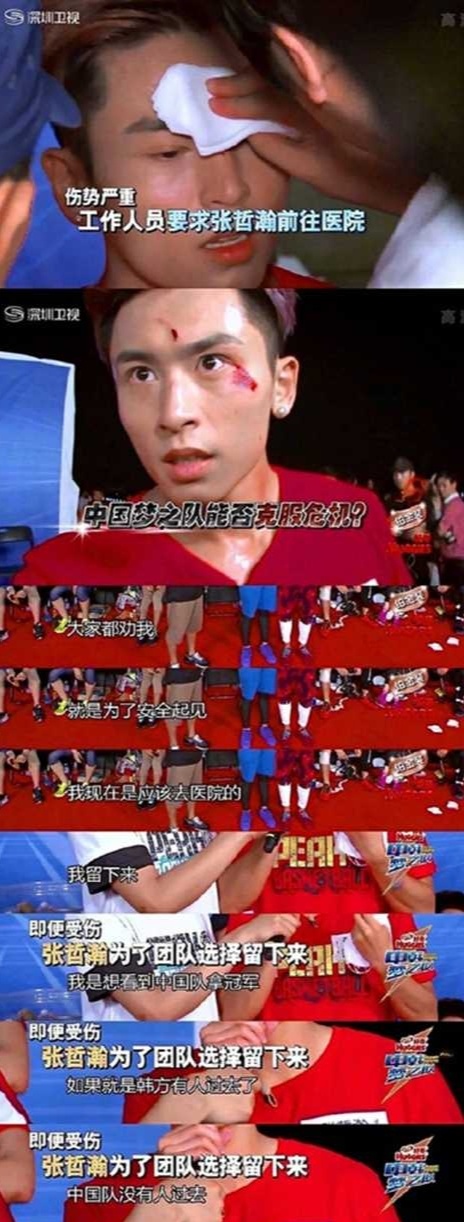 深圳卫视
高清
伤势严重
工作人员要求张哲瀚前往医院
深圳卫视
高清
中国梦之队能否克服危机?
大家都劝我
就是为了安全起见
我现在是应该去医院的
我留下来
PEAK
BASKETBALL
即便受伤
张哲瀚为了团队选择留下来
我是想看到中国队拿冠军
即便受伤
张哲瀚为了团队选择留下来
如果就是韩方有人过去了
即便受伤
张哲瀚为了团队选择留下来
中国队没有人过去